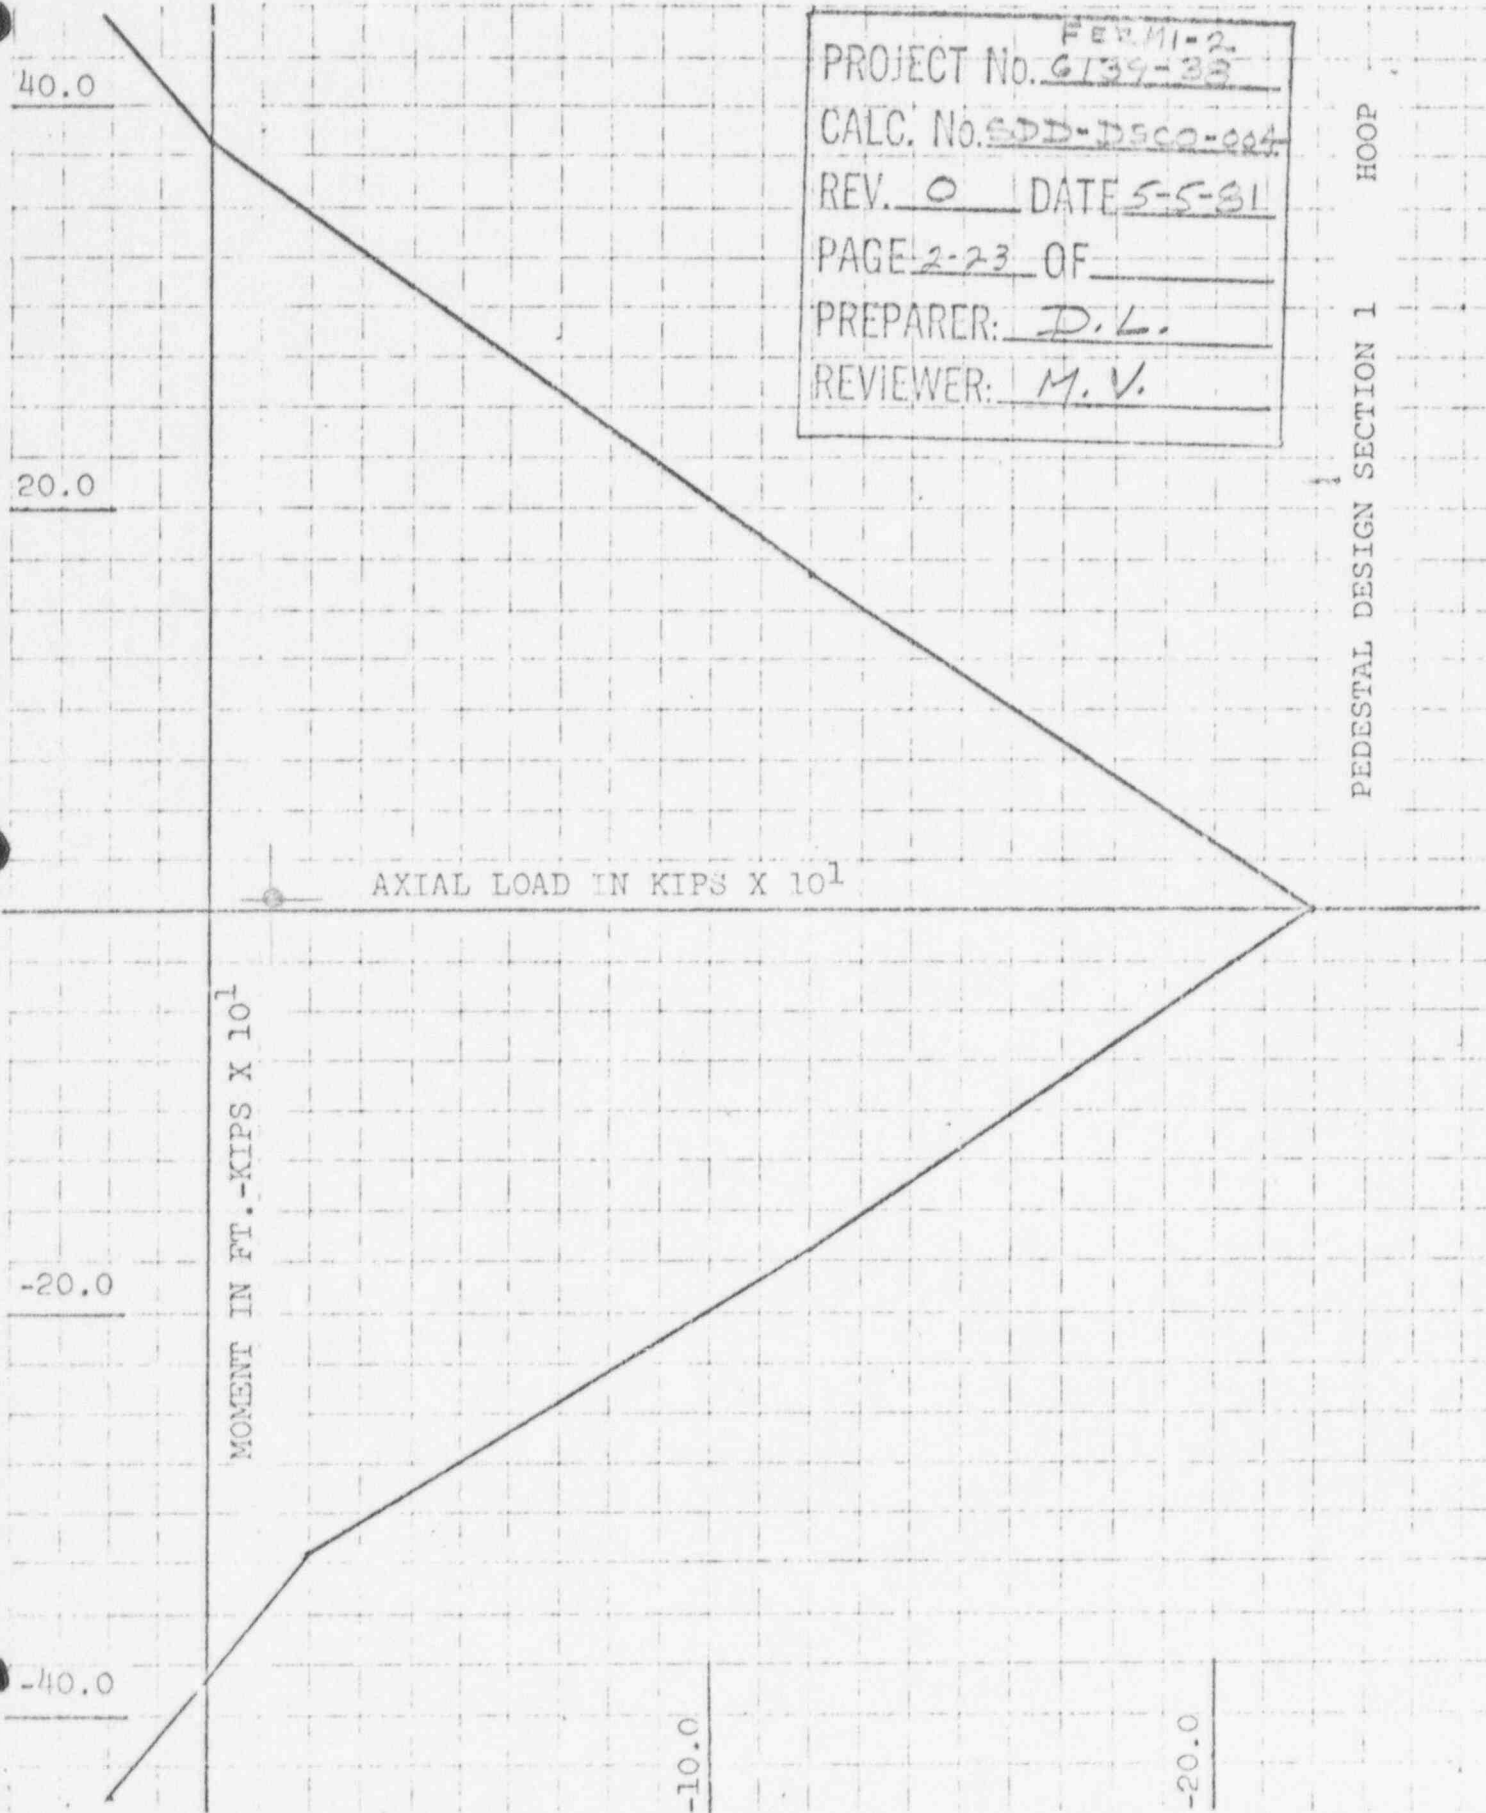 FERMI-2
PROJECT No. 6139-38
CALC. No. SDD-DSCO-004
REV. 0 DATE 5-5-81
PAGE 2-23 OF
PREPARER: D.L.
REVIEWER: M.V.
40.0
20.0
-20.0
-40.0
AXIAL LOAD IN KIPS X 10¹
MOMENT IN FT.-KIPS X 10¹
-10.0
-20.0
PEDESTAL DESIGN SECTION 1 HOOP